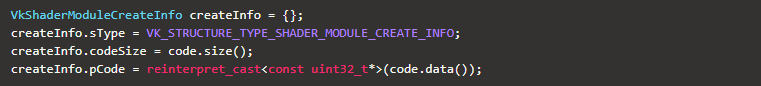 VkShaderModuleCreateInfo createInfo = {};
createInfo.sType = VK_STRUCTURE_TYPE_SHADER_MODULE_CREATE_INFO;
createInfo.codeSize = code.size();
createInfo.pCode = reinterpret_cast<const uint32_t*>(code.data());